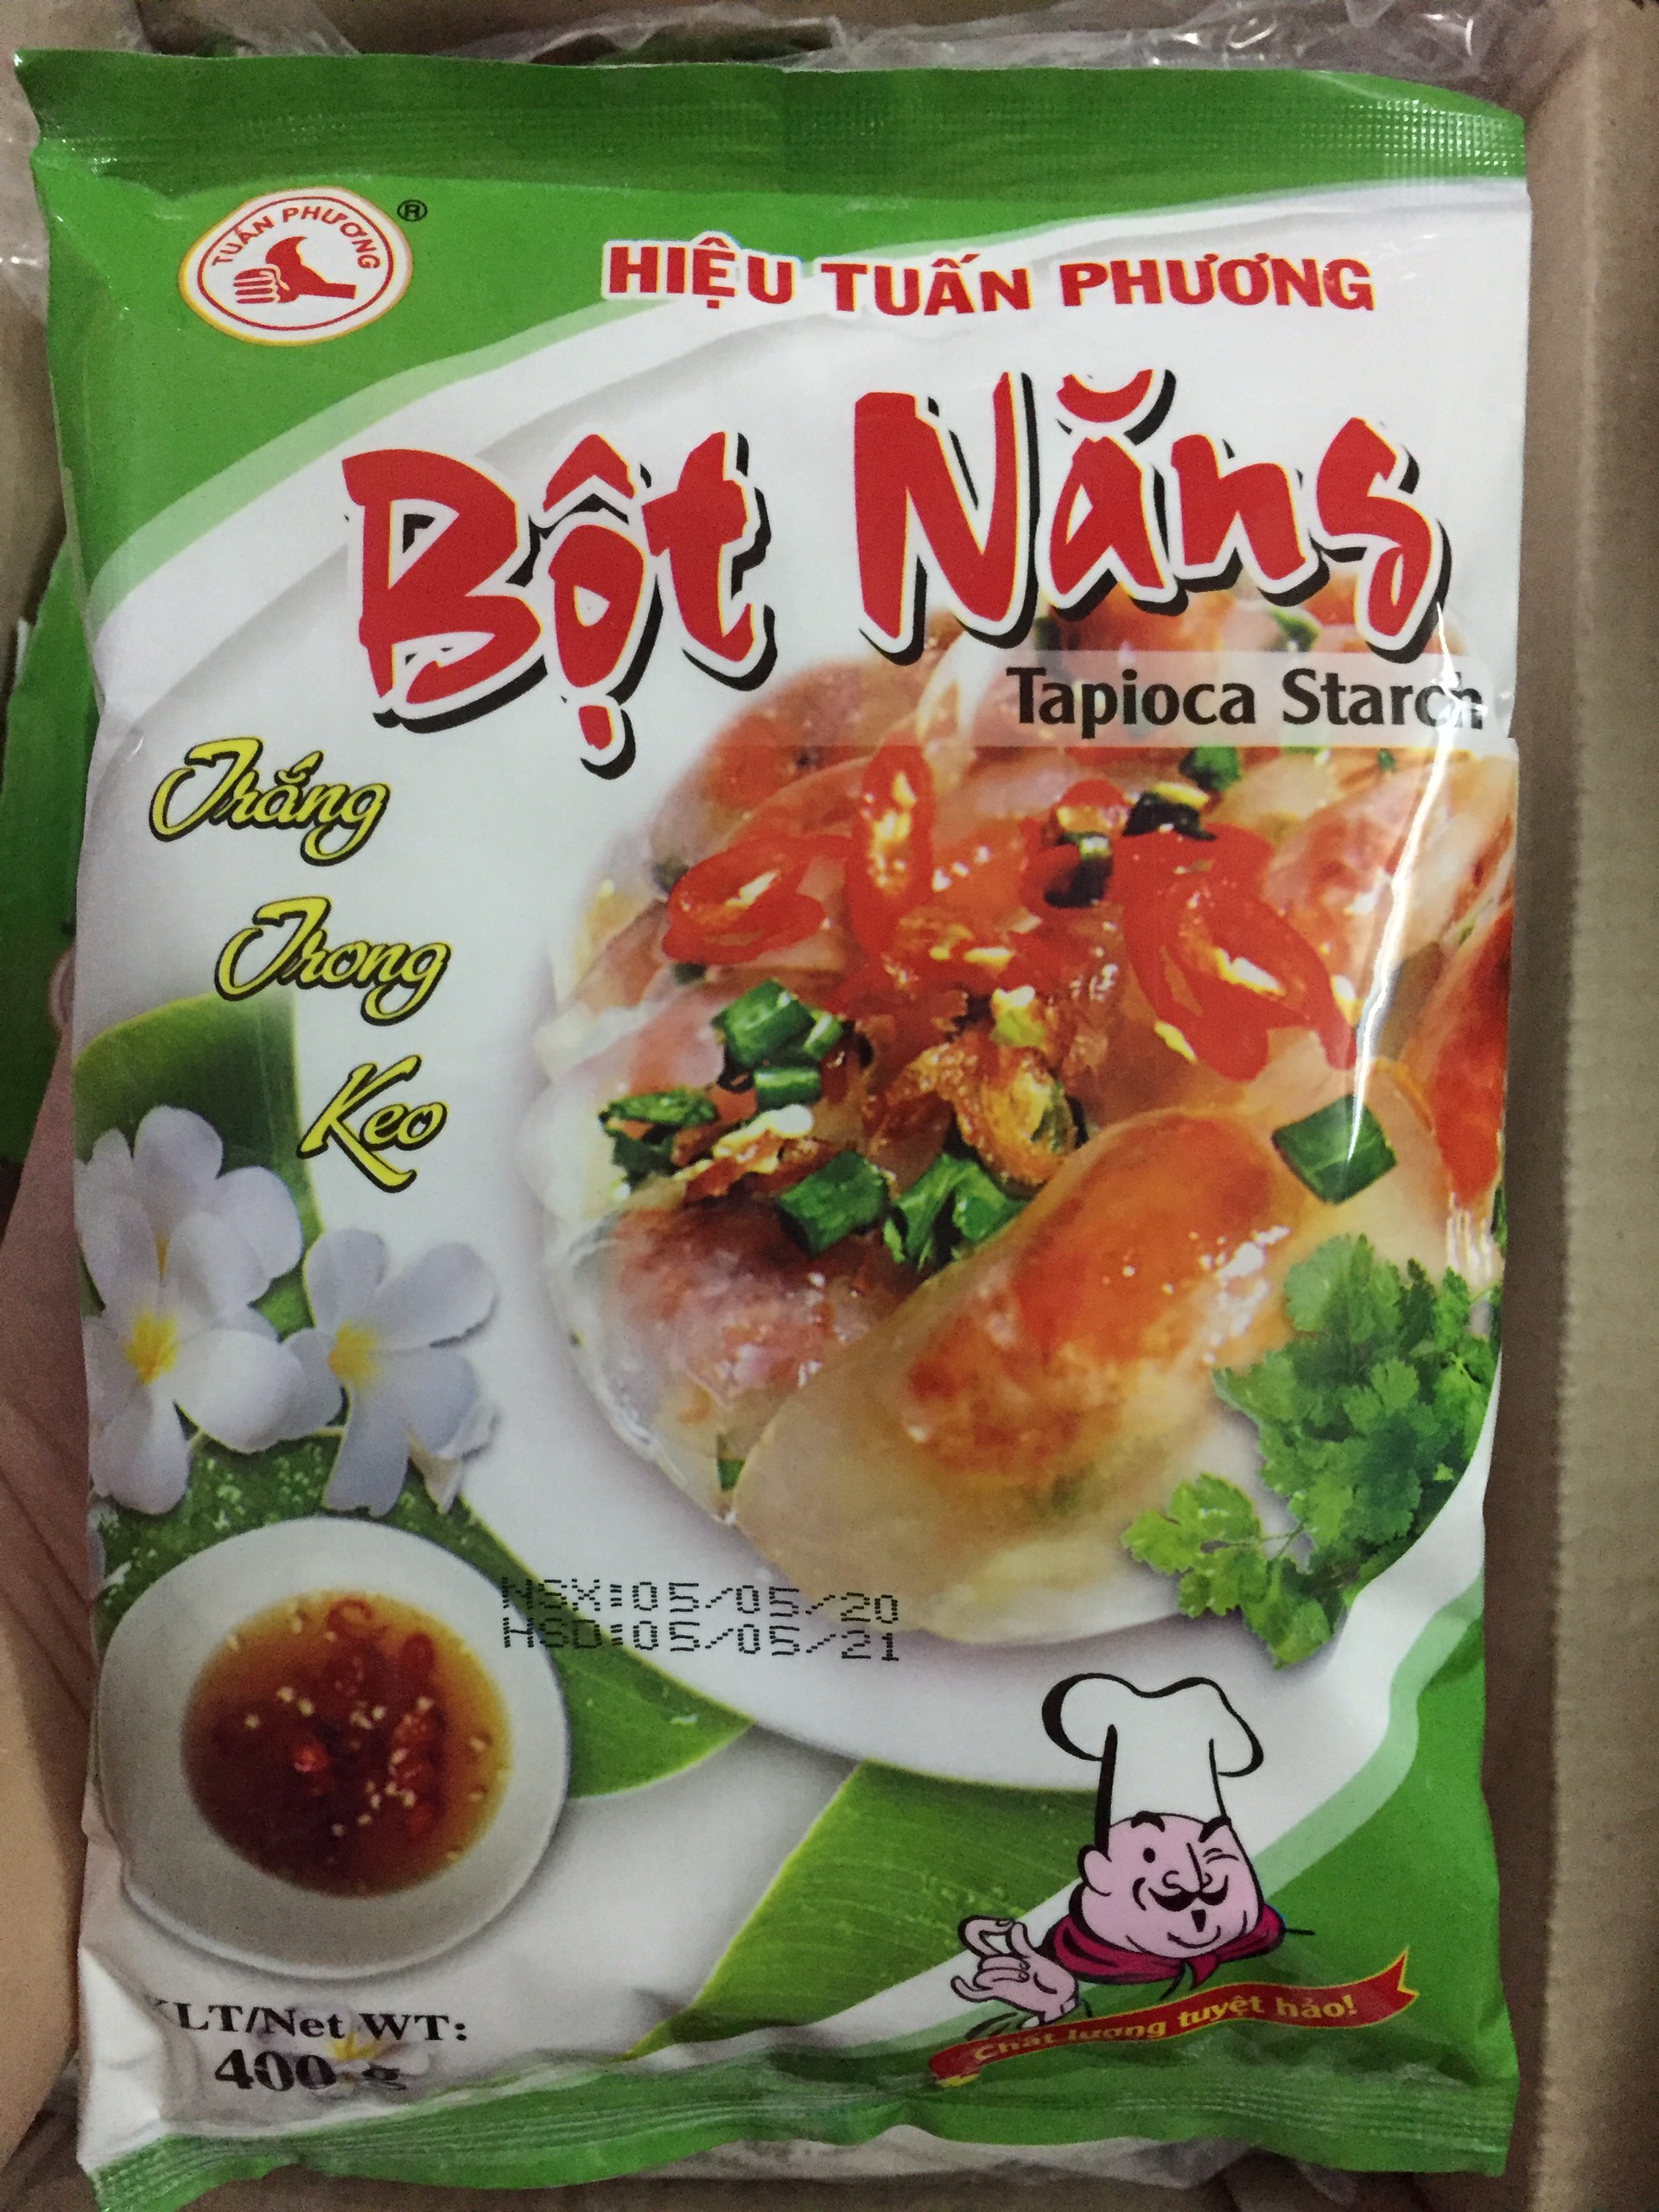 TUẤN PHƯƠNG
®
HIỆU TUẤN PHƯƠNG
Bột Năng
Tapioca Starch
Trắng
Trong
Keo
NSX:05/05/20
HSD:05/05/21
KLT/Net WT:
400 g
Chất lượng tuyệt hảo!